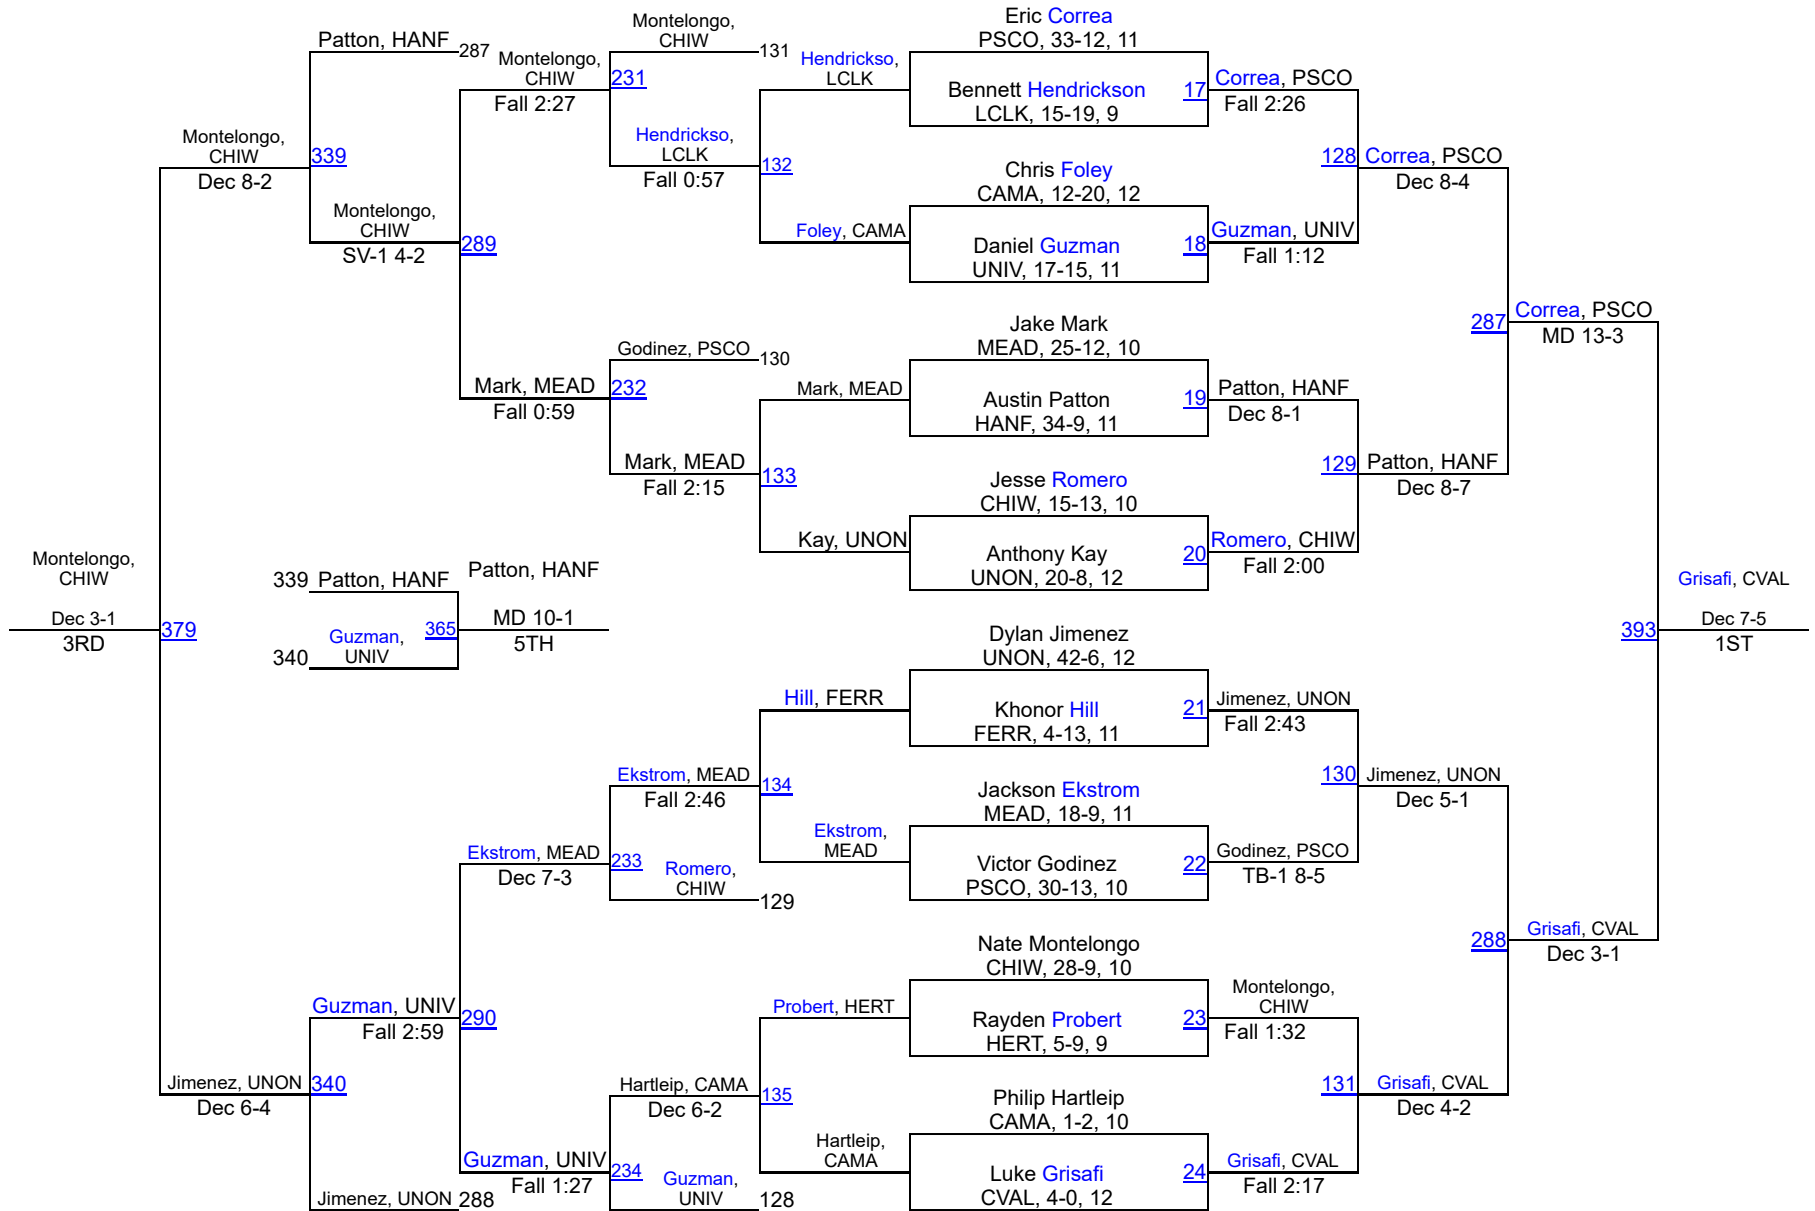 Eric Correa
PSCO, 33-12, 11
Bennett Hendrickson
LCLK, 15-19, 9
17
Chris Foley
CAMA, 12-20, 12
Daniel Guzman
UNIV, 17-15, 11
18
Jake Mark
MEAD, 25-12, 10
Austin Patton
HANF, 34-9, 11
19
Jesse Romero
CHIW, 15-13, 10
Anthony Kay
UNON, 20-8, 12
20
Dylan Jimenez
UNON, 42-6, 12
Khonor Hill
FERR, 4-13, 11
21
Jackson Ekstrom
MEAD, 18-9, 11
Victor Godinez
PSCO, 30-13, 10
22
Nate Montelongo
CHIW, 28-9, 10
Rayden Probert
HERT, 5-9, 9
23
Philip Hartleip
CAMA, 1-2, 10
Luke Grisafi
CVAL, 4-0, 12
24
Correa, PSCO
Fall 2:26
128
Guzman, UNIV
Fall 1:12
Patton, HANF
Dec 8-1
129
Romero, CHIW
Fall 2:00
Jimenez, UNON
Fall 2:43
130
Godinez, PSCO
TB-1 8-5
Montelongo,
CHIW
Fall 1:32
131
Grisafi, CVAL
Fall 2:17
Correa, PSCO
Dec 8-4
287
Patton, HANF
Dec 8-7
Jimenez, UNON
Dec 5-1
288
Grisafi, CVAL
Dec 4-2
Correa, PSCO
MD 13-3
393
Grisafi, CVAL
Dec 3-1
Grisafi, CVAL
Dec 7-5
1ST
Hendrickso,
LCLK
132
Foley, CAMA
Mark, MEAD
133
Kay, UNON
Hill, FERR
134
Ekstrom,
MEAD
Probert, HERT
135
Hartleip,
CAMA
Montelongo,
CHIW
131
231
Hendrickso,
LCLK
Fall 0:57
Godinez, PSCO
130
232
Mark, MEAD
Fall 2:15
Ekstrom, MEAD
Fall 2:46
233
Romero,
CHIW
129
Hartleip, CAMA
Dec 6-2
234
Guzman,
UNIV
128
Montelongo,
CHIW
Fall 2:27
289
Mark, MEAD
Fall 0:59
Ekstrom, MEAD
Dec 7-3
290
Guzman, UNIV
Fall 1:27
Patton, HANF
287
339
Montelongo,
CHIW
SV-1 4-2
Guzman, UNIV
Fall 2:59
340
Jimenez, UNON
288
Montelongo,
CHIW
Dec 8-2
379
Jimenez, UNON
Dec 6-4
Montelongo,
CHIW
Dec 3-1
3RD
339
Patton, HANF
365
340
Guzman,
UNIV
Patton, HANF
MD 10-1
5TH